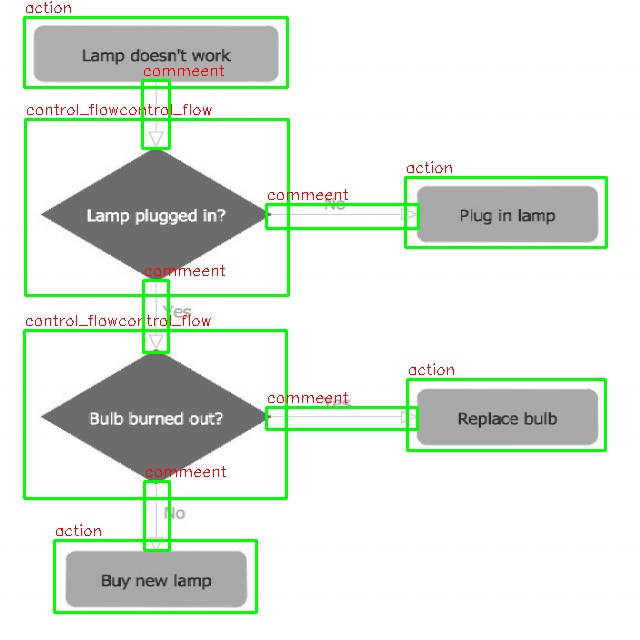 action
Lamp doesn't work
commeent
control_flowcontrol_flow
Lamp plugged in?
commeent
No
action
Plug in lamp
commeent
Yes
control_flowcontrol_flow
Bulb burned out?
commeent
Yes
action
Replace bulb
commeent
No
action
Buy new lamp